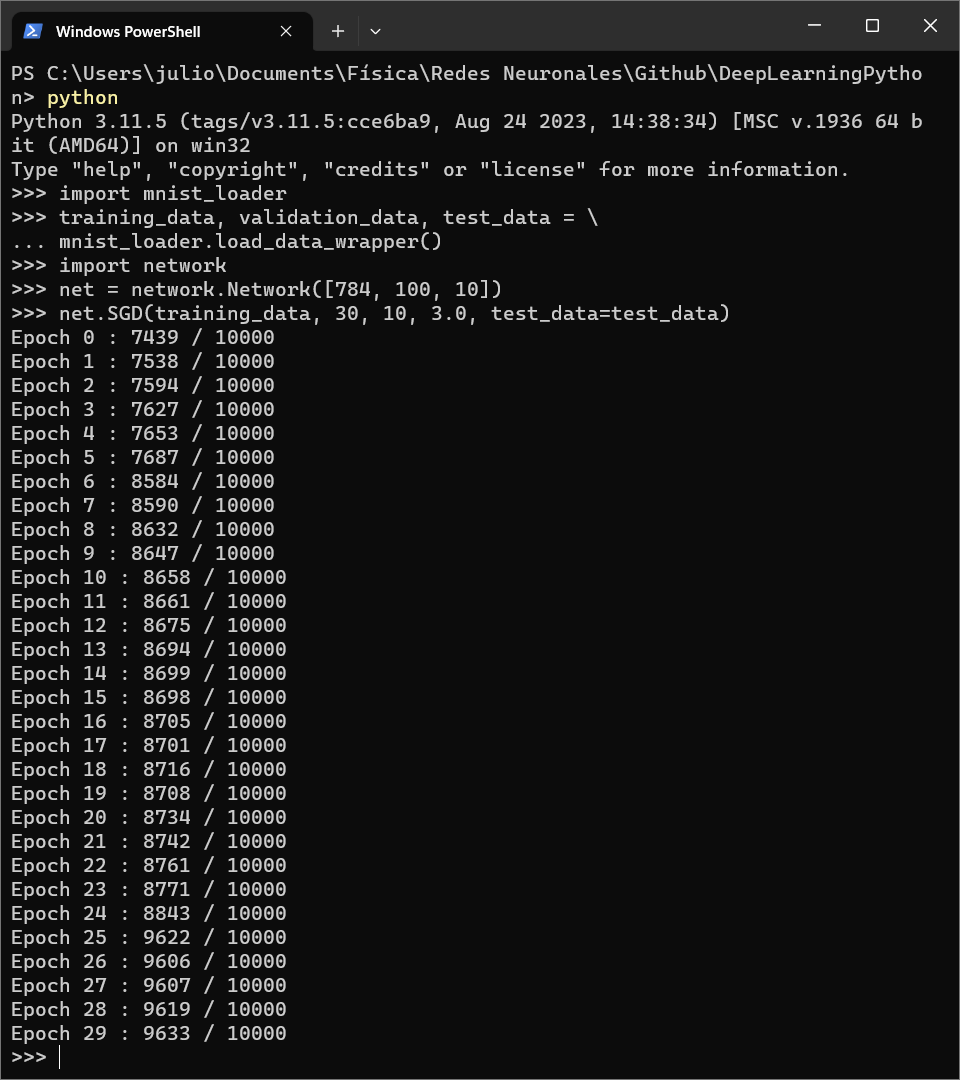 Windows PowerShell
PS C:\Users\julio\Documents\Física\Redes Neuronales\Github\DeepLearningPytho
n> python
Python 3.11.5 (tags/v3.11.5:cce6ba9, Aug 24 2023, 14:38:34) [MSC v.1936 64 b
it (AMD64)] on win32
Type "help", "copyright", "credits" or "license" for more information.
>>> import mnist_loader
>>> training_data, validation_data, test_data = \
... mnist_loader.load_data_wrapper()
>>> import network
>>> net = network.Network([784, 100, 10])
>>> net.SGD(training_data, 30, 10, 3.0, test_data=test_data)
Epoch 0 : 7439 / 10000
Epoch 1 : 7538 / 10000
Epoch 2 : 7594 / 10000
Epoch 3 : 7627 / 10000
Epoch 4 : 7653 / 10000
Epoch 5 : 7687 / 10000
Epoch 6 : 8584 / 10000
Epoch 7 : 8590 / 10000
Epoch 8 : 8632 / 10000
Epoch 9 : 8647 / 10000
Epoch 10 : 8658 / 10000
Epoch 11 : 8661 / 10000
Epoch 12 : 8675 / 10000
Epoch 13 : 8694 / 10000
Epoch 14 : 8699 / 10000
Epoch 15 : 8698 / 10000
Epoch 16 : 8705 / 10000
Epoch 17 : 8701 / 10000
Epoch 18 : 8716 / 10000
Epoch 19 : 8708 / 10000
Epoch 20 : 8734 / 10000
Epoch 21 : 8742 / 10000
Epoch 22 : 8761 / 10000
Epoch 23 : 8771 / 10000
Epoch 24 : 8843 / 10000
Epoch 25 : 9622 / 10000
Epoch 26 : 9606 / 10000
Epoch 27 : 9607 / 10000
Epoch 28 : 9619 / 10000
Epoch 29 : 9633 / 10000
>>>